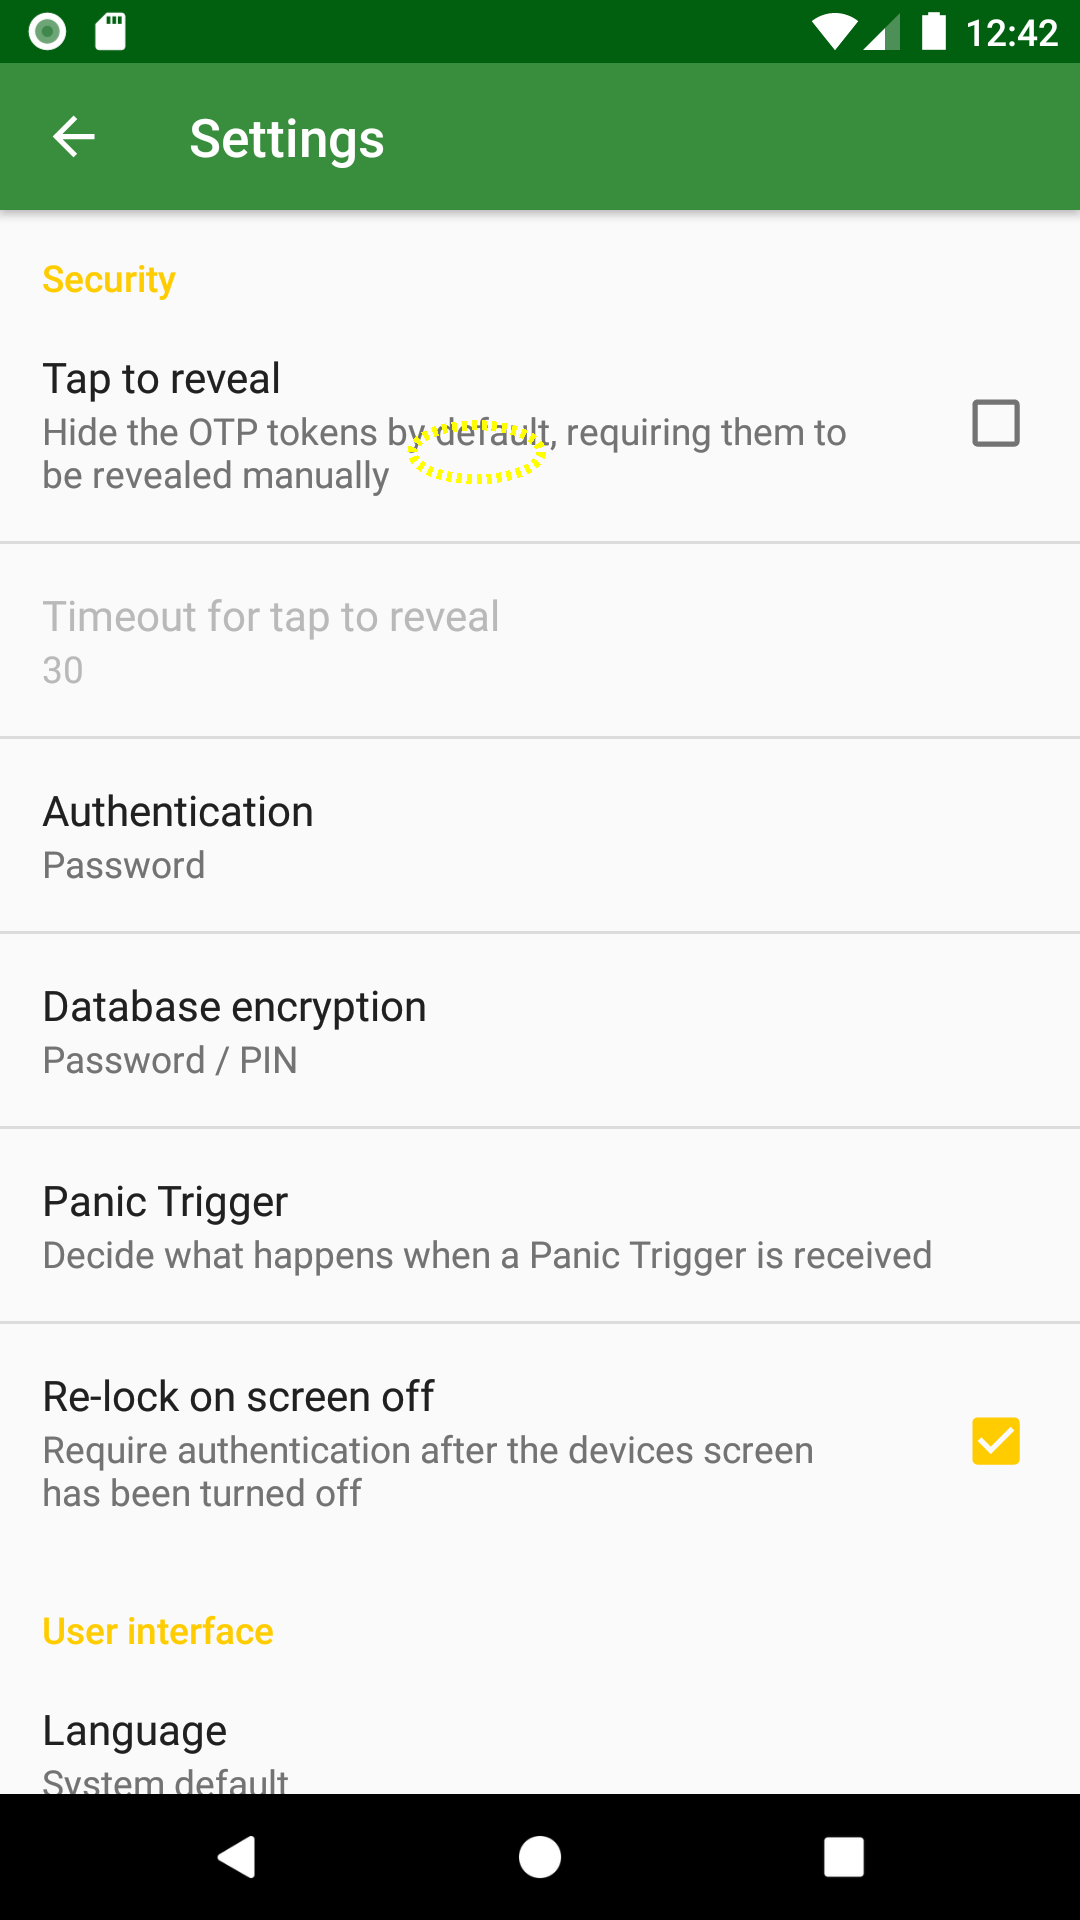 12:42
Settings
Security
Tap to reveal
Hide the OTP tokens by default, requiring them to
be revealed manually
Timeout for tap to reveal
30
Authentication
Password
Database encryption
Password / PIN
Panic Trigger
Decide what happens when a Panic Trigger is received
Re-lock on screen off
Require authentication after the devices screen
has been turned off
User interface
Language
System default